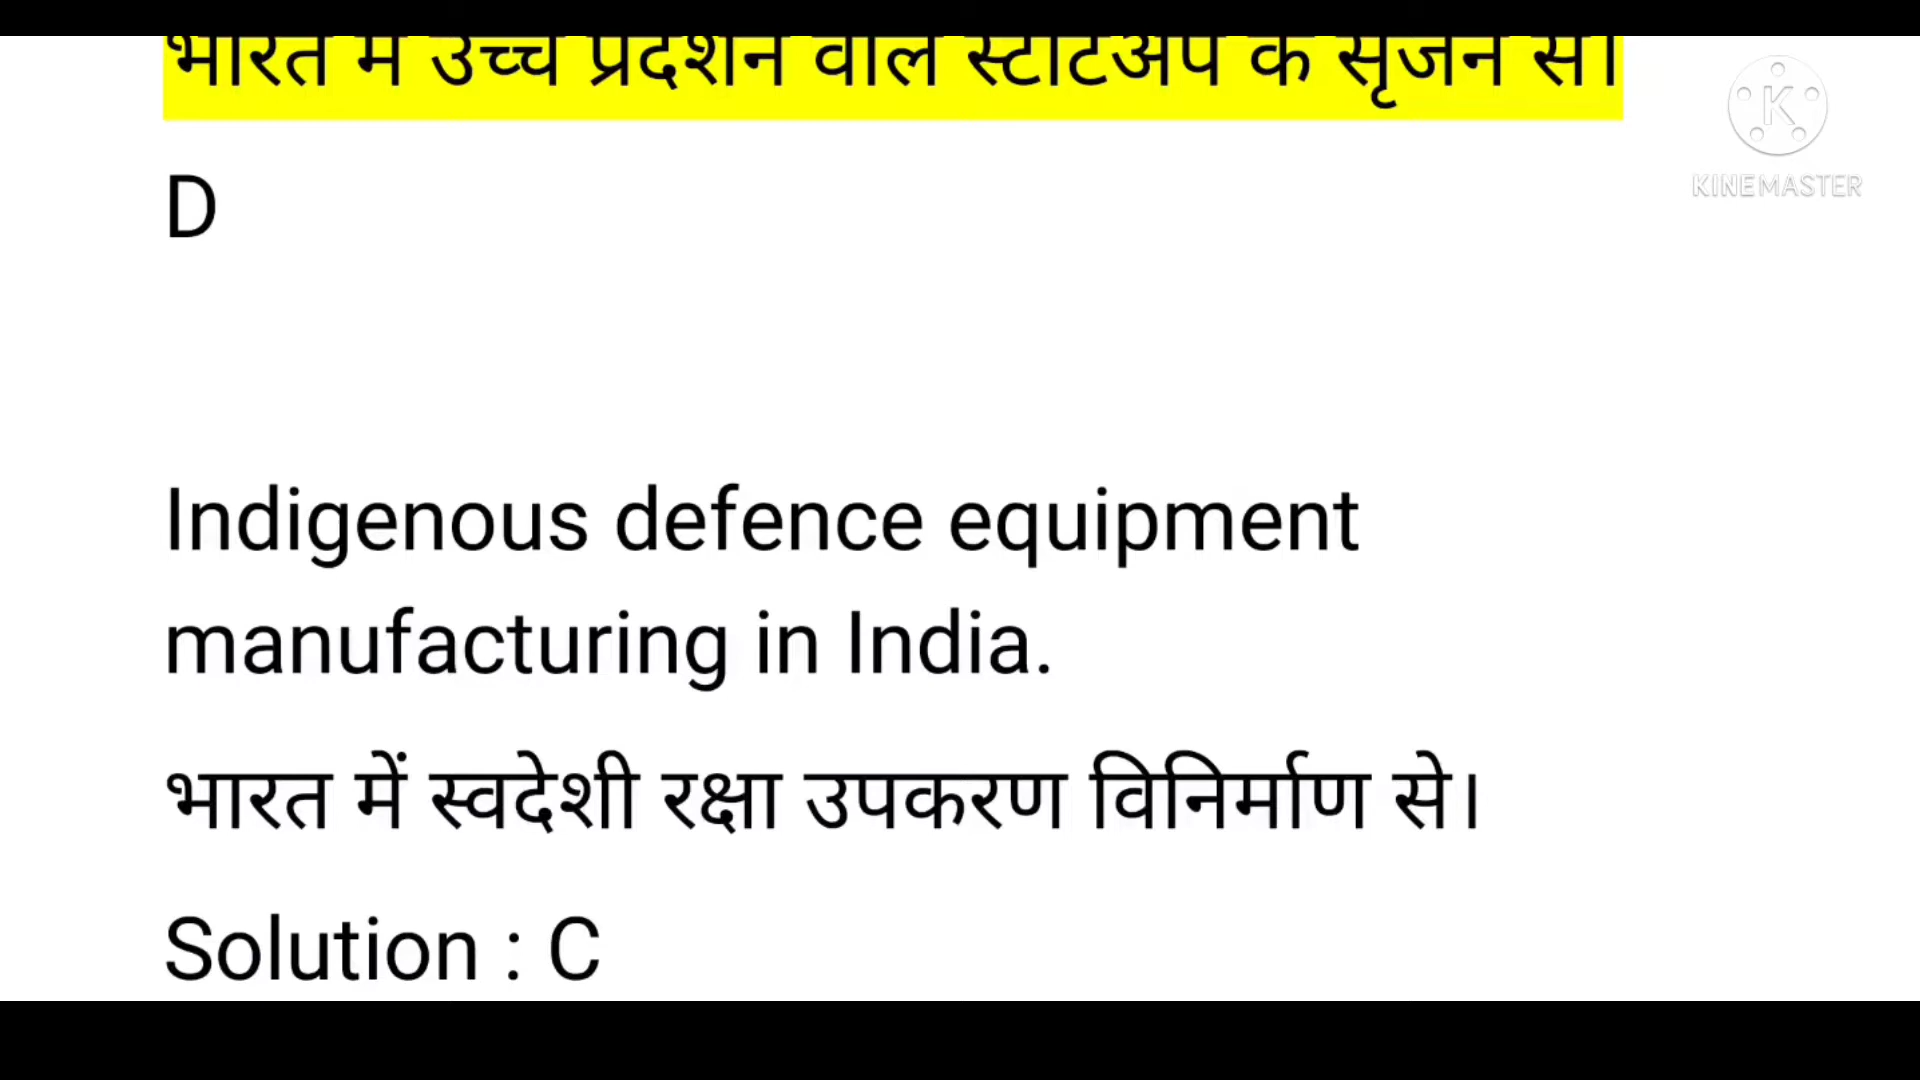 भारत में उच्च प्रदर्शन वाले स्टार्टअप के सृजन से।
K
KINEMASTER
D
Indigenous defence equipment
manufacturing in India.
भारत में स्वदेशी रक्षा उपकरण विनिर्माण से।
Solution : C